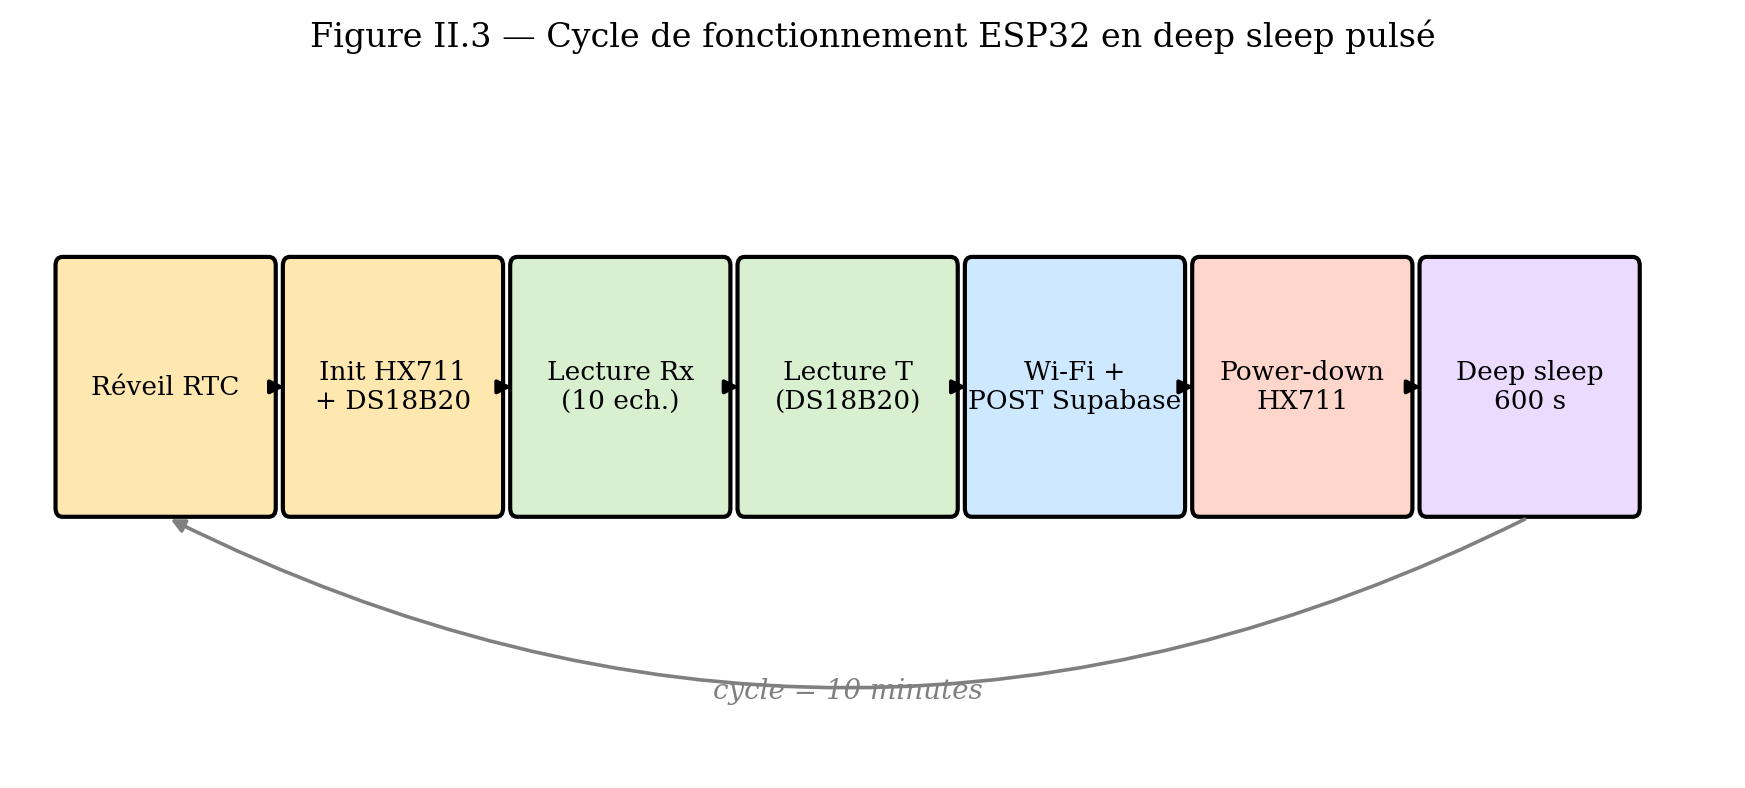 Figure II.3 — Cycle de fonctionnement ESP32 en deep sleep pulsé
Réveil RTC
Init HX711
+ DS18B20
Lecture Rx
(10 ech.)
Lecture T
(DS18B20)
Wi-Fi +
POST Supabase
Power-down
HX711
Deep sleep
600 s
cycle = 10 minutes